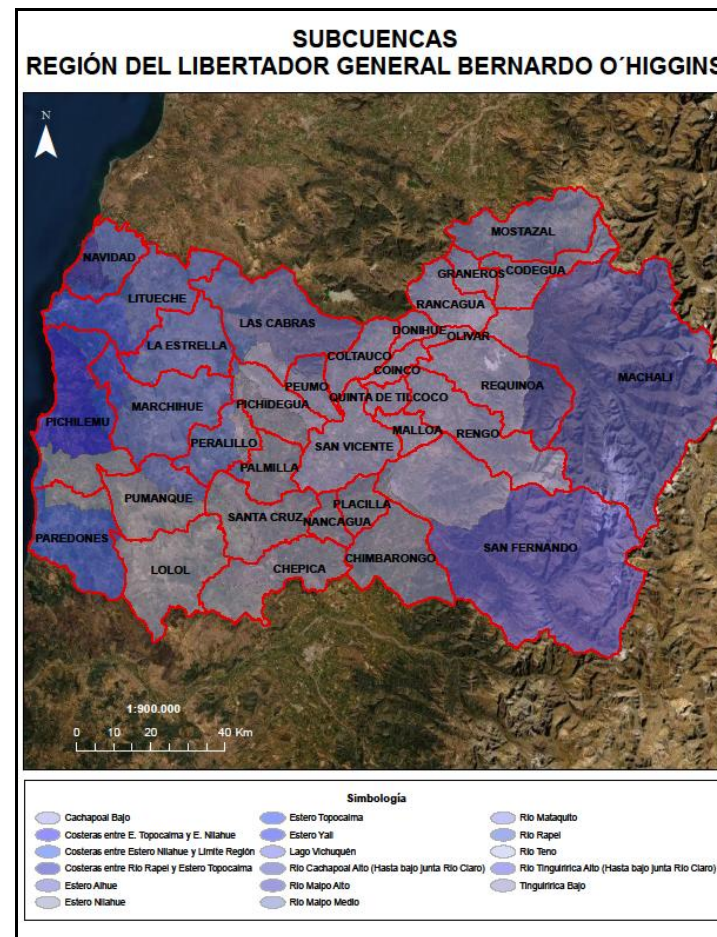 SUBCUENCAS
REGIÓN DEL LIBERTADOR GENERAL BERNARDO O´HIGGINS
N
MOSTAZAL
NAVIDAD
GRANEROS
CODEGUA
LITUECHE
RANCAGUA
LAS CABRAS
DONIHUE
OLIVAR
LA ESTRELLA
COLTAUCO
COINCO
MACHALI
PEUMO
REQUINOA
QUINTA DE TILCOCO
MARCHIHUE
PICHIDEGUA
PICHILEMU
MALLOA
RENGO
PERALILLO
SAN VICENTE
PALMILLA
PUMANQUE
PLACILLA
SANTA CRUZ
NANCAGUA
PAREDONES
SAN FERNANDO
CHIMBARONGO
LOLOL
CHEPICA
1:900.000
0 10 20 40 Km
Simbología
Cachapoal Bajo
Costeras entre E. Topocalma y E. Nilahue
Costeras entre Estero Nilahue y Limite Región
Costeras entre Río Rapel y Estero Topocalma
Estero Alhue
Estero Nilahue
Estero Topocalma
Estero Yali
Lago Vichuquén
Río Cachapoal Alto (Hasta bajo junta Río Claro)
Río Maipo Alto
Río Maipo Medio
Río Mataquito
Río Rapel
Río Teno
Río Tinguiririca Alto (Hasta bajo junta Río Claro)
Tinguiririca Bajo